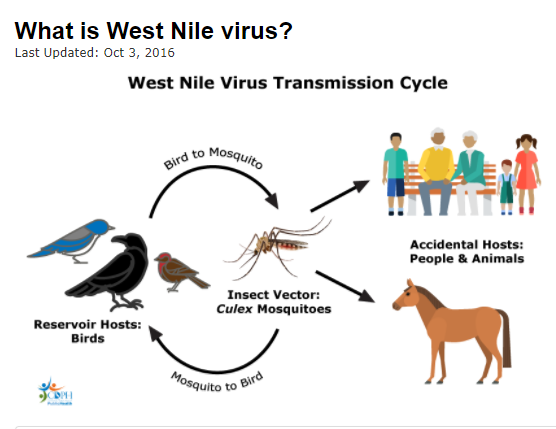 What is West Nile virus?
Last Updated: Oct 3, 2016
West Nile Virus Transmission Cycle
Bird to Mosquito
Accidental Hosts:
People & Animals
Insect Vector:
Culex Mosquitoes
Reservoir Hosts:
Birds
Mosquito to Bird
CDPH